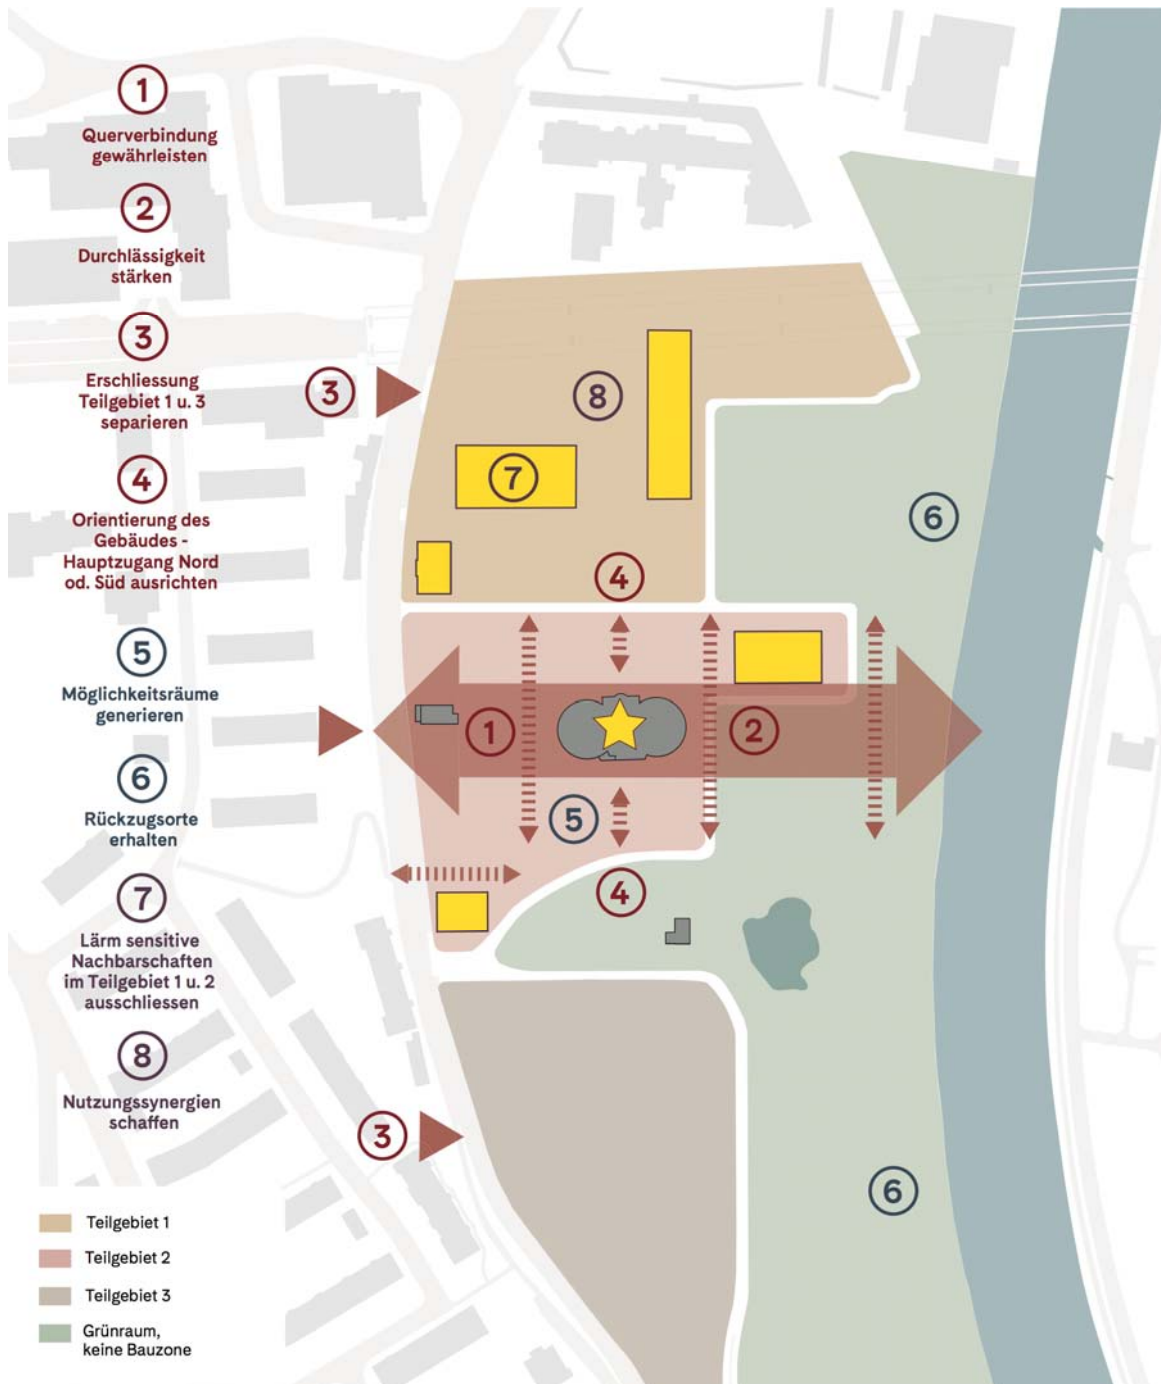 1
Querverbindung
gewährleisten
2
Durchlässigkeit
stärken
3
Erschliessung
Teilgebiet 1 u. 3
separieren
4
Orientierung des
Gebäudes -
Hauptzugang Nord
od. Süd ausrichten
5
Möglichkeitsräume
generieren
6
Rückzugsorte
erhalten
7
Lärm sensitive
Nachbarschaften
im Teilgebiet 1 u. 2
ausschliessen
8
Nutzungssynergien
schaffen
3
8
7
6
4
1
2
5
4
3
6
Teilgebiet 1
Teilgebiet 2
Teilgebiet 3
Grünraum,
keine Bauzone